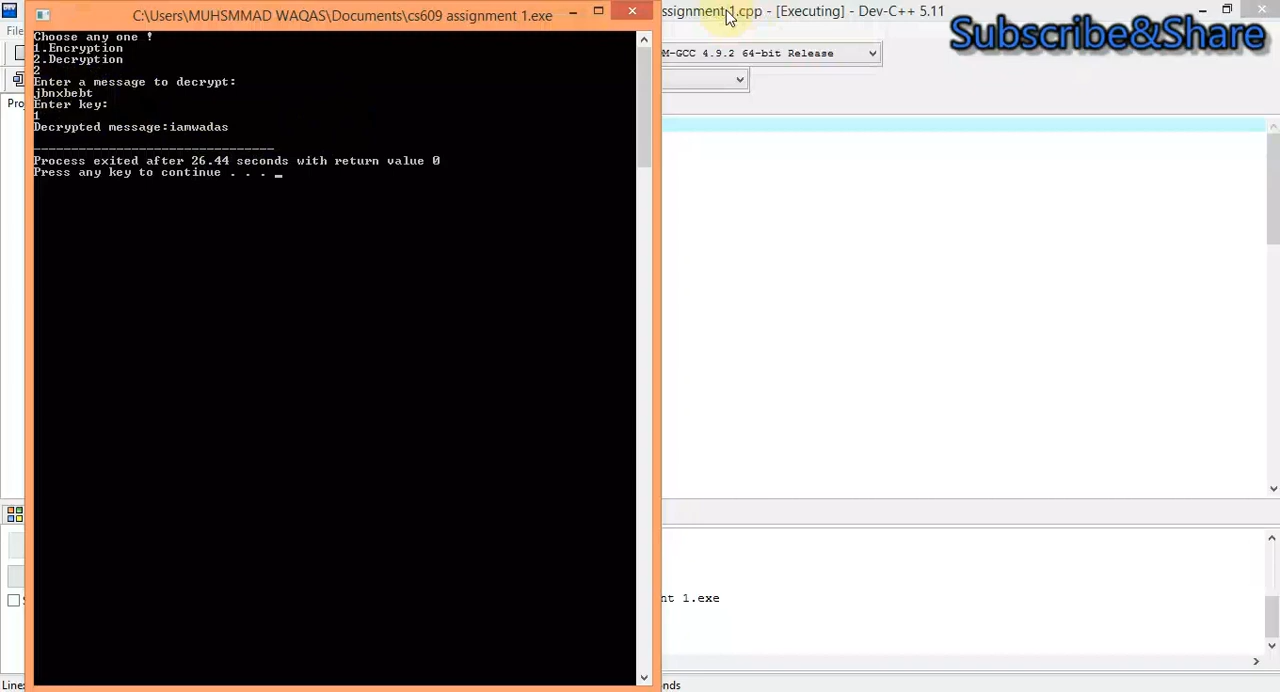 C:\Users\MUHSMMAD WAQAS\Documents\cs609 assignment 1.exe
ssignment 1.cpp - [Executing] - Dev-C++ 5.11
Subscribe&Share
File
M-GCC 4.9.2 64-bit Release
Choose any one !
1.Encryption
2.Decryption
2
Enter a message to decrypt:
jbnxbebt
Enter key:
1
Decrypted message:iamwadas
--------------------------------
Process exited after 26.44 seconds with return value 0
Press any key to continue . . . _
nt 1.exe
Line:
nds